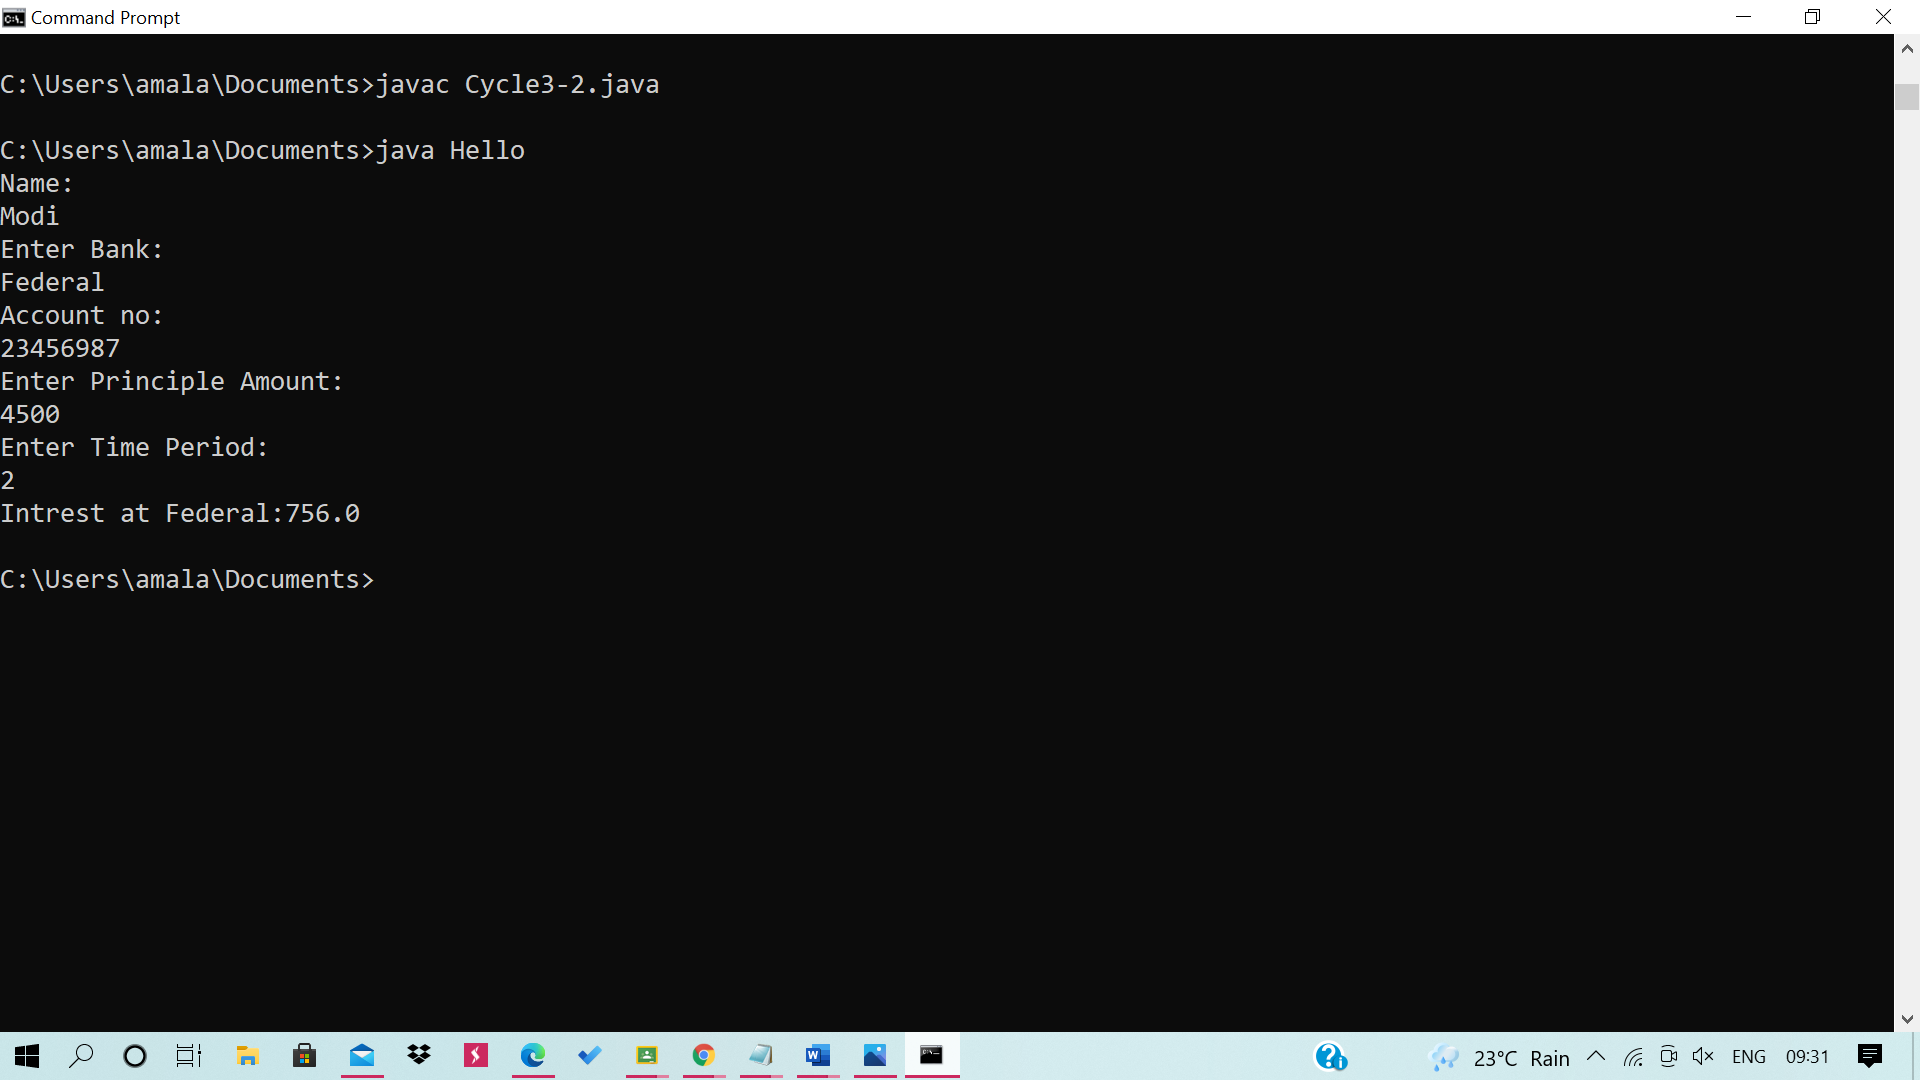 Command Prompt
C:\Users\amala\Documents>javac Cycle3-2.java
C:\Users\amala\Documents>java Hello
Name:
Modi
Enter Bank:
Federal
Account no:
23456987
Enter Principle Amount:
4500
Enter Time Period:
2
Intrest at Federal:756.0
C:\Users\amala\Documents>
23°C Rain ENG 09:31